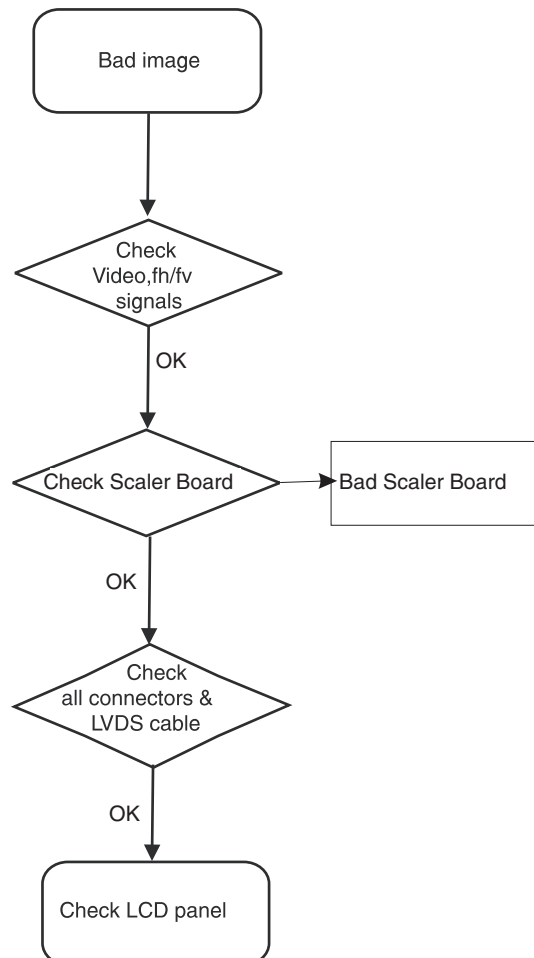 Bad image
Check
Video,fh/fv
signals
OK
Check Scaler Board
Bad Scaler Board
OK
Check
all connectors &
LVDS cable
OK
Check LCD panel